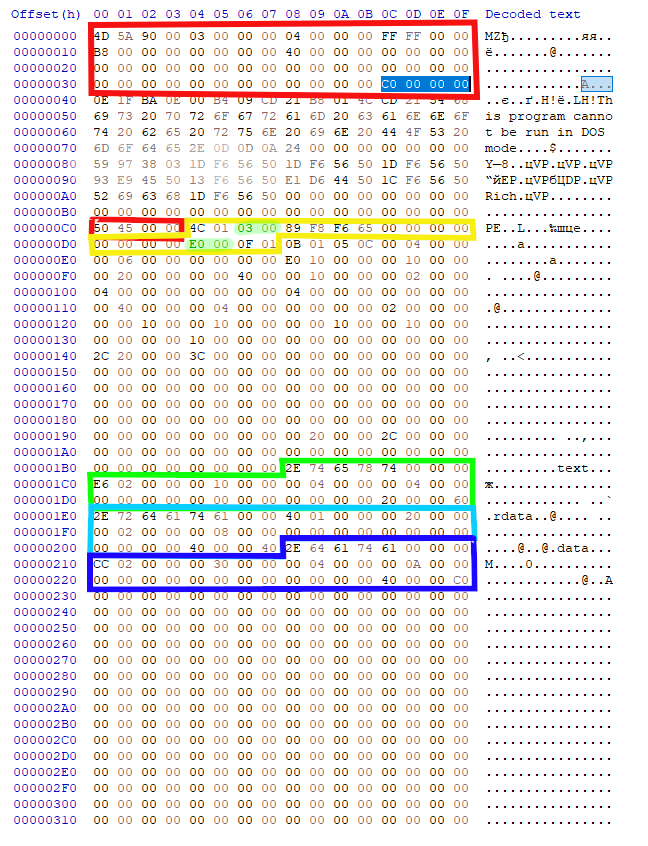 Offset(h) 00 01 02 03 04 05 06 07 08 09 0A 0B 0C 0D 0E 0F Decoded text
00000000 4D 5A 90 00 03 00 00 00 04 00 00 00 FF FF 00 00 MZђ.........яя..
00000010 B8 00 00 00 00 00 00 00 40 00 00 00 00 00 00 00 ё.......@.......
00000020 00 00 00 00 00 00 00 00 00 00 00 00 00 00 00 00 ................
00000030 00 00 00 00 00 00 00 00 00 00 00 00 C0 00 00 00 ............А...
00000040 0E 1F BA 0E 00 B4 09 CD 21 B8 01 4C CD 21 54 68 ..є..ґ.Н!ё.LН!Th
00000050 69 73 20 70 72 6F 67 72 61 6D 20 63 61 6E 6E 6F is program canno
00000060 74 20 62 65 20 72 75 6E 20 69 6E 20 44 4F 53 20 t be run in DOS
00000070 6D 6F 64 65 2E 0D 0D 0A 24 00 00 00 00 00 00 00 mode....$.......
00000080 59 97 38 03 1D F6 56 50 1D F6 56 50 1D F6 56 50 Y—8..цVP.цVP.цVP
00000090 93 E9 45 50 13 F6 56 50 E1 D6 44 50 1C F6 56 50 “йEP.цVPбЦDP.цVP
000000A0 52 69 63 68 1D F6 56 50 00 00 00 00 00 00 00 00 Rich.цVP........
000000B0 00 00 00 00 00 00 00 00 00 00 00 00 00 00 00 00 ................
000000C0 50 45 00 00 4C 01 03 00 89 F8 F6 65 00 00 00 00 PE..L...‰шцe....
000000D0 00 00 00 00 E0 00 0F 01 0B 01 05 0C 00 04 00 00 ....а...........
000000E0 00 06 00 00 00 00 00 00 E0 10 00 00 00 10 00 00 ........а.......
000000F0 00 20 00 00 00 00 40 00 00 10 00 00 00 02 00 00 . ....@.........
00000100 04 00 00 00 00 00 00 00 04 00 00 00 00 00 00 00 ................
00000110 00 40 00 00 00 04 00 00 00 00 00 00 02 00 00 00 .@..............
00000120 00 00 10 00 00 10 00 00 00 00 10 00 00 10 00 00 ................
00000130 00 00 00 00 10 00 00 00 00 00 00 00 00 00 00 00 ................
00000140 2C 20 00 00 3C 00 00 00 00 00 00 00 00 00 00 00 , ..<...........
00000150 00 00 00 00 00 00 00 00 00 00 00 00 00 00 00 00 ................
00000160 00 00 00 00 00 00 00 00 00 00 00 00 00 00 00 00 ................
00000170 00 00 00 00 00 00 00 00 00 00 00 00 00 00 00 00 ................
00000180 00 00 00 00 00 00 00 00 00 00 00 00 00 00 00 00 ................
00000190 00 00 00 00 00 00 00 00 00 20 00 00 2C 00 00 00 ......... ..,...
000001A0 00 00 00 00 00 00 00 00 00 00 00 00 00 00 00 00 ................
000001B0 00 00 00 00 00 00 00 00 2E 74 65 78 74 00 00 00 .........text...
000001C0 E6 02 00 00 00 10 00 00 00 04 00 00 00 04 00 00 ж...............
000001D0 00 00 00 00 00 00 00 00 00 00 00 00 20 00 00 60 ............ ..`
000001E0 2E 72 64 61 74 61 00 00 40 01 00 00 00 20 00 00 .rdata..@.... ..
000001F0 00 02 00 00 00 08 00 00 00 00 00 00 00 00 00 00 ................
00000200 00 00 00 00 40 00 00 40 2E 64 61 74 61 00 00 00 ....@..@.data...
00000210 CC 02 00 00 00 30 00 00 00 04 00 00 00 0A 00 00 М....0..........
00000220 00 00 00 00 00 00 00 00 00 00 00 00 40 00 00 C0 ............@..А
00000230 00 00 00 00 00 00 00 00 00 00 00 00 00 00 00 00 ................
00000240 00 00 00 00 00 00 00 00 00 00 00 00 00 00 00 00 ................
00000250 00 00 00 00 00 00 00 00 00 00 00 00 00 00 00 00 ................
00000260 00 00 00 00 00 00 00 00 00 00 00 00 00 00 00 00 ................
00000270 00 00 00 00 00 00 00 00 00 00 00 00 00 00 00 00 ................
00000280 00 00 00 00 00 00 00 00 00 00 00 00 00 00 00 00 ................
00000290 00 00 00 00 00 00 00 00 00 00 00 00 00 00 00 00 ................
000002A0 00 00 00 00 00 00 00 00 00 00 00 00 00 00 00 00 ................
000002B0 00 00 00 00 00 00 00 00 00 00 00 00 00 00 00 00 ................
000002C0 00 00 00 00 00 00 00 00 00 00 00 00 00 00 00 00 ................
000002D0 00 00 00 00 00 00 00 00 00 00 00 00 00 00 00 00 ................
000002E0 00 00 00 00 00 00 00 00 00 00 00 00 00 00 00 00 ................
000002F0 00 00 00 00 00 00 00 00 00 00 00 00 00 00 00 00 ................
00000300 00 00 00 00 00 00 00 00 00 00 00 00 00 00 00 00 ................
00000310 00 00 00 00 00 00 00 00 00 00 00 00 00 00 00 00 ................